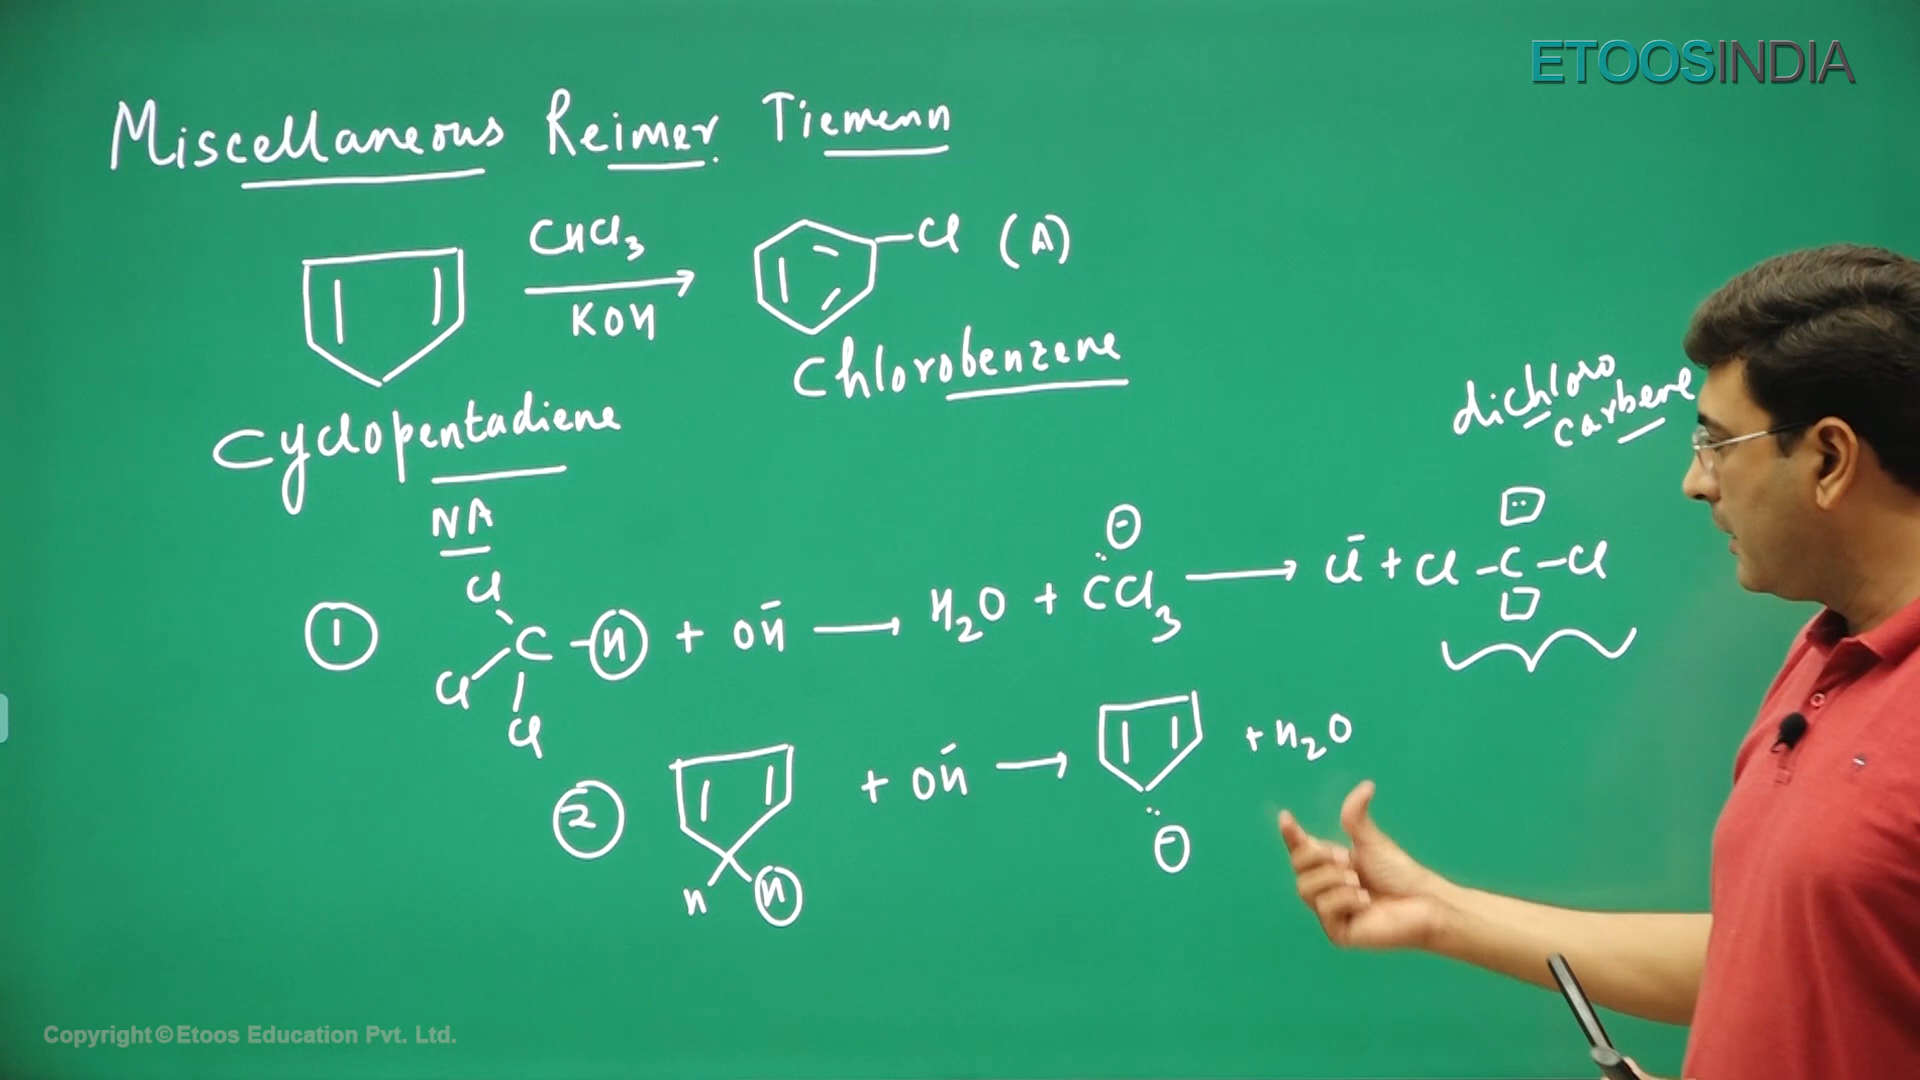 ETOOSINDIA
Miscellaneous Reimer Tiemenn
CHCl3
KOH
Cl (A)
Chlorobenzene
Cyclopentadiene
NA
dichloro
carbene
① Cl Cl Cl C - H + OH⁻ → H2O + :CCl3 ⊖ → Cl⁻ + Cl - C - Cl
② H H + OH⁻ → ⊖ + H2O
Copyright © Etoos Education Pvt. Ltd.